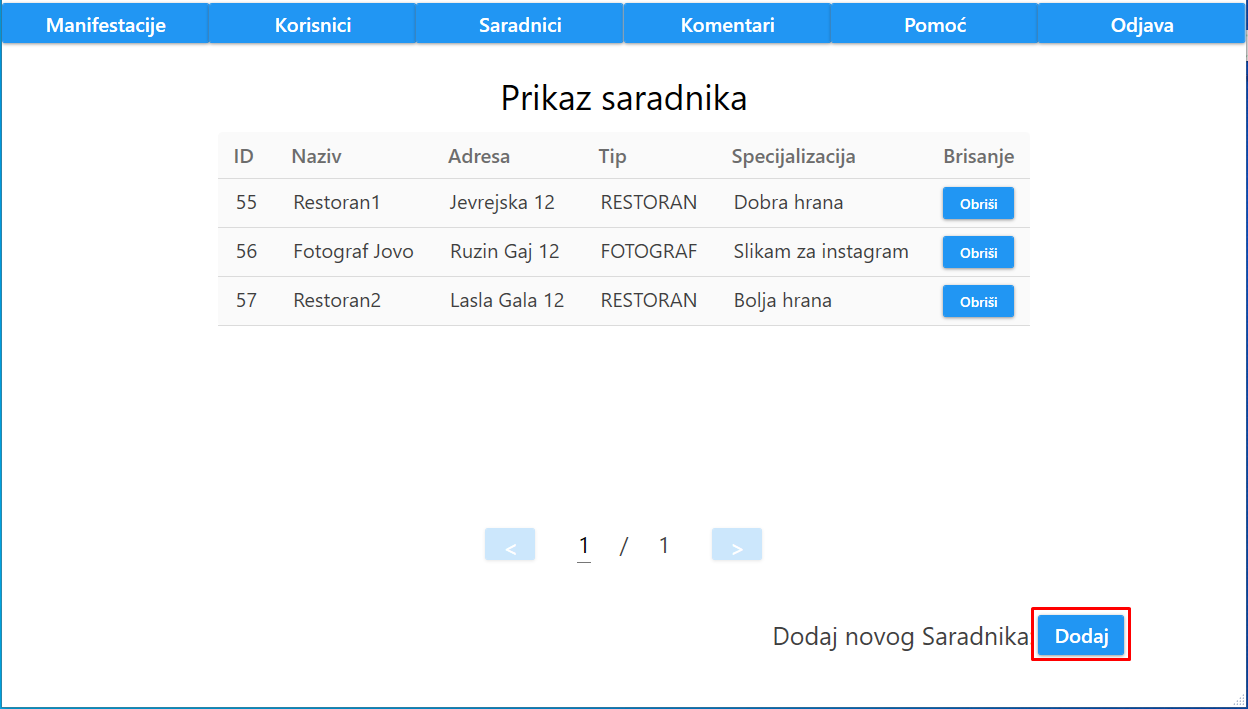 Manifestacije Korisnici Saradnici Komentari Pomoć Odjava
Prikaz saradnika
ID Naziv Adresa Tip Specijalizacija Brisanje
55 Restoran1 Jevrejska 12 RESTORAN Dobra hrana Obriši
56 Fotograf Jovo Ruzin Gaj 12 FOTOGRAF Slikam za instagram Obriši
57 Restoran2 Lasla Gala 12 RESTORAN Bolja hrana Obriši
< 1 / 1 >
Dodaj novog Saradnika: Dodaj